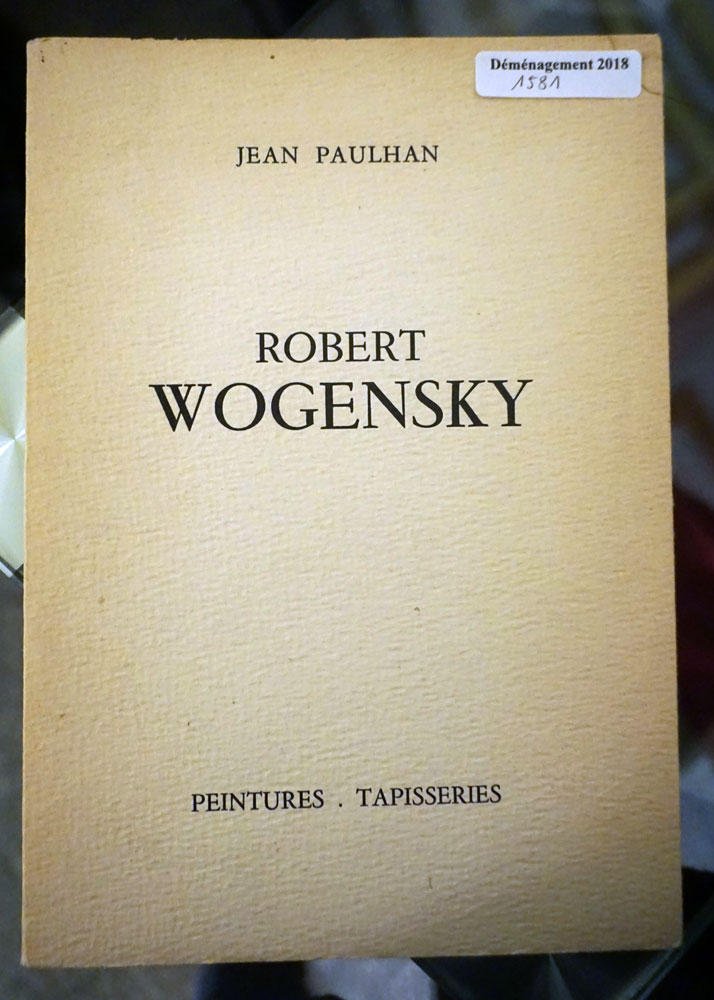 Déménagement 2018
1581
JEAN PAULHAN
ROBERT
WOGENSKY
PEINTURES . TAPISSERIES